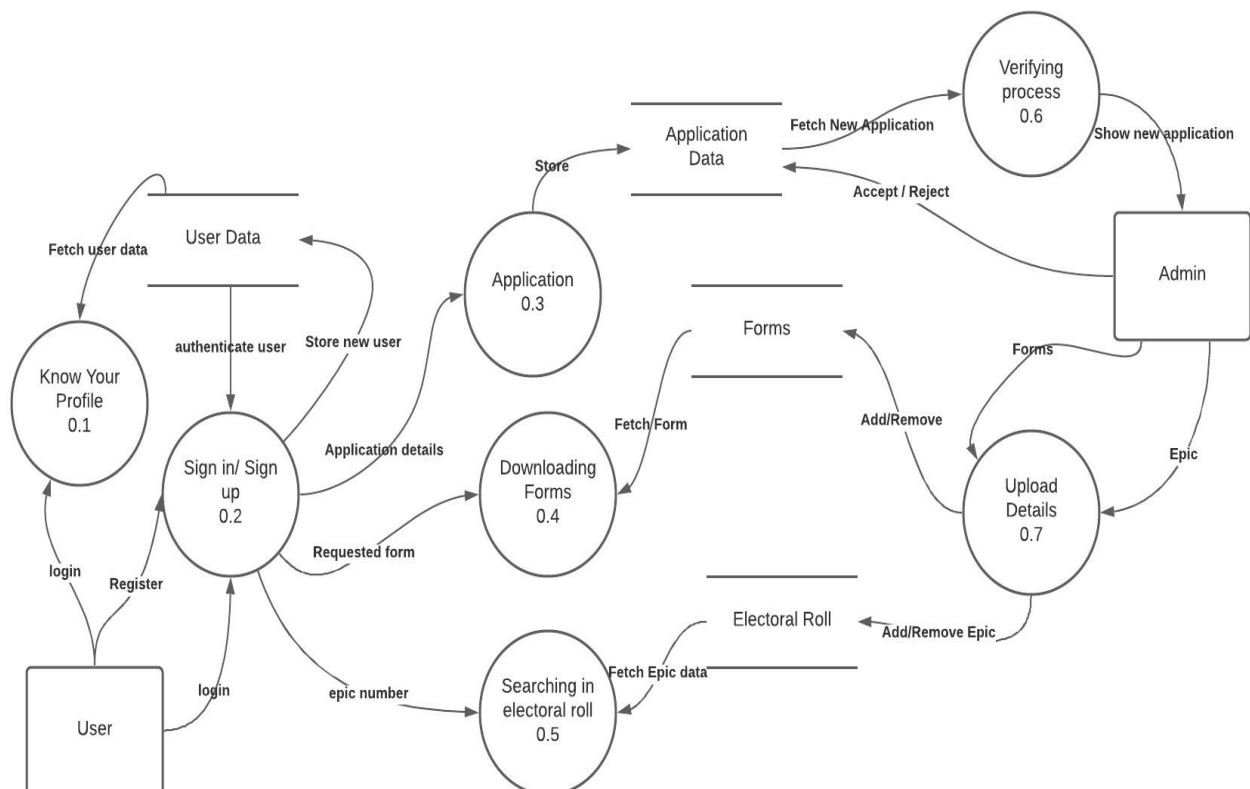 Verifying
process
0.6
Fetch New Application
Show new application
Application
Data
Store
Accept / Reject
User Data
Fetch user data
Application
0.3
Admin
Forms
authenticate user
Store new user
Forms
Know Your
Profile
0.1
Fetch Form
Add/Remove
Application details
Epic
Sign in/ Sign
up
0.2
Downloading
Forms
0.4
Upload
Details
0.7
Requested form
login
Register
Electoral Roll
Add/Remove Epic
Fetch Epic data
login
epic number
Searching in
electoral roll
0.5
User